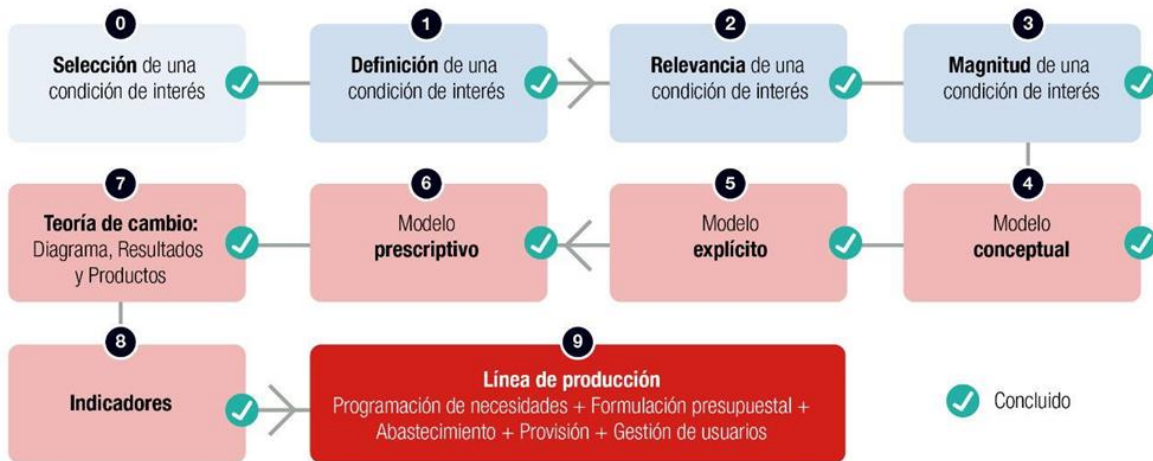 0
Selección de una
condición de interés
1
Definición de una
condición de interés
2
Relevancia de una
condición de interés
3
Magnitud de una
condición de interés
7
Teoría de cambio:
Diagrama, Resultados
y Productos
6
Modelo
prescriptivo
5
Modelo
explícito
4
Modelo
conceptual
8
Indicadores
9
Línea de producción
Programación de necesidades + Formulación presupuestal +
Abastecimiento + Provisión + Gestión de usuarios
Concluido